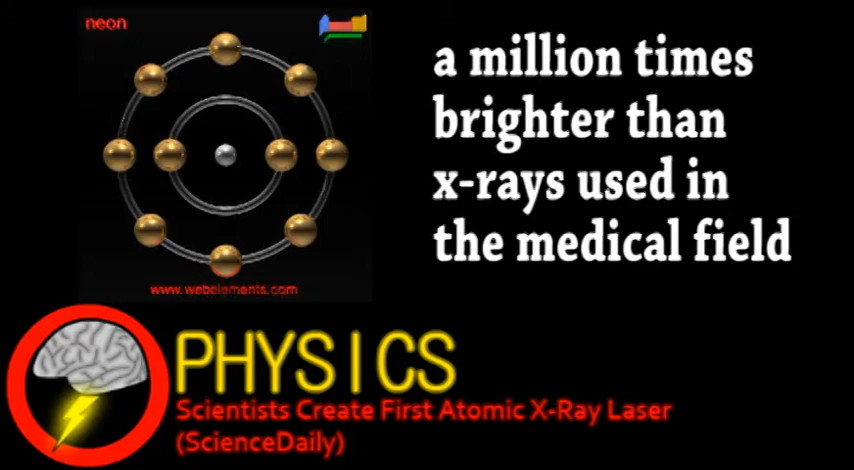 neon
a million times
brighter than
x-rays used in
the medical field
www.webelements.com
PHYSICS
Scientists Create First Atomic X-Ray Laser
(ScienceDaily)